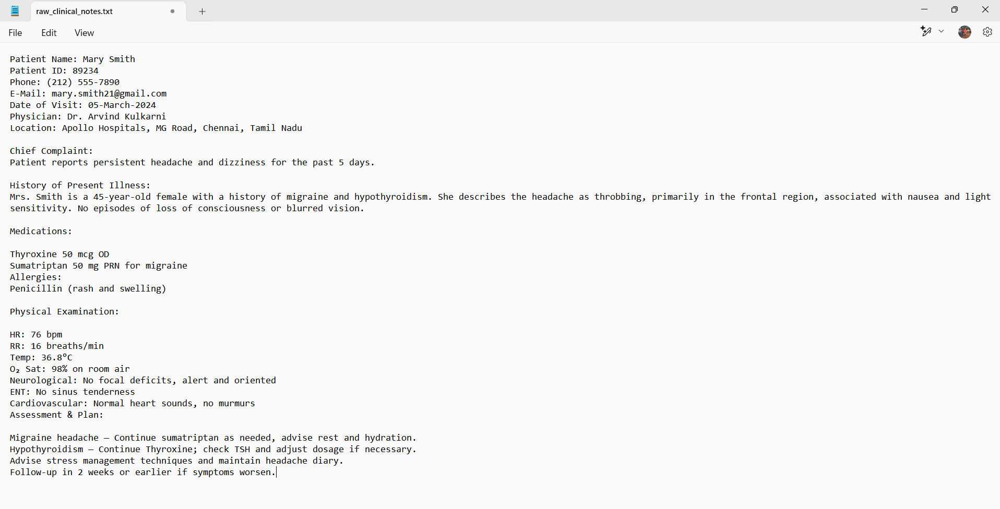 raw_clinical_notes.txt
File Edit View
Patient Name: Mary Smith
Patient ID: 89234
Phone: (212) 555-7890
E-Mail: mary.smith21@gmail.com
Date of Visit: 05-March-2024
Physician: Dr. Arvind Kulkarni
Location: Apollo Hospitals, MG Road, Chennai, Tamil Nadu
Chief Complaint:
Patient reports persistent headache and dizziness for the past 5 days.
History of Present Illness:
Mrs. Smith is a 45-year-old female with a history of migraine and hypothyroidism. She describes the headache as throbbing, primarily in the frontal region, associated with nausea and light
sensitivity. No episodes of loss of consciousness or blurred vision.
Medications:
Thyroxine 50 mcg OD
Sumatriptan 50 mg PRN for migraine
Allergies:
Penicillin (rash and swelling)
Physical Examination:
HR: 76 bpm
RR: 16 breaths/min
Temp: 36.8°C
O₂ Sat: 98% on room air
Neurological: No focal deficits, alert and oriented
ENT: No sinus tenderness
Cardiovascular: Normal heart sounds, no murmurs
Assessment & Plan:
Migraine headache – Continue sumatriptan as needed, advise rest and hydration.
Hypothyroidism – Continue Thyroxine; check TSH and adjust dosage if necessary.
Advise stress management techniques and maintain headache diary.
Follow-up in 2 weeks or earlier if symptoms worsen.